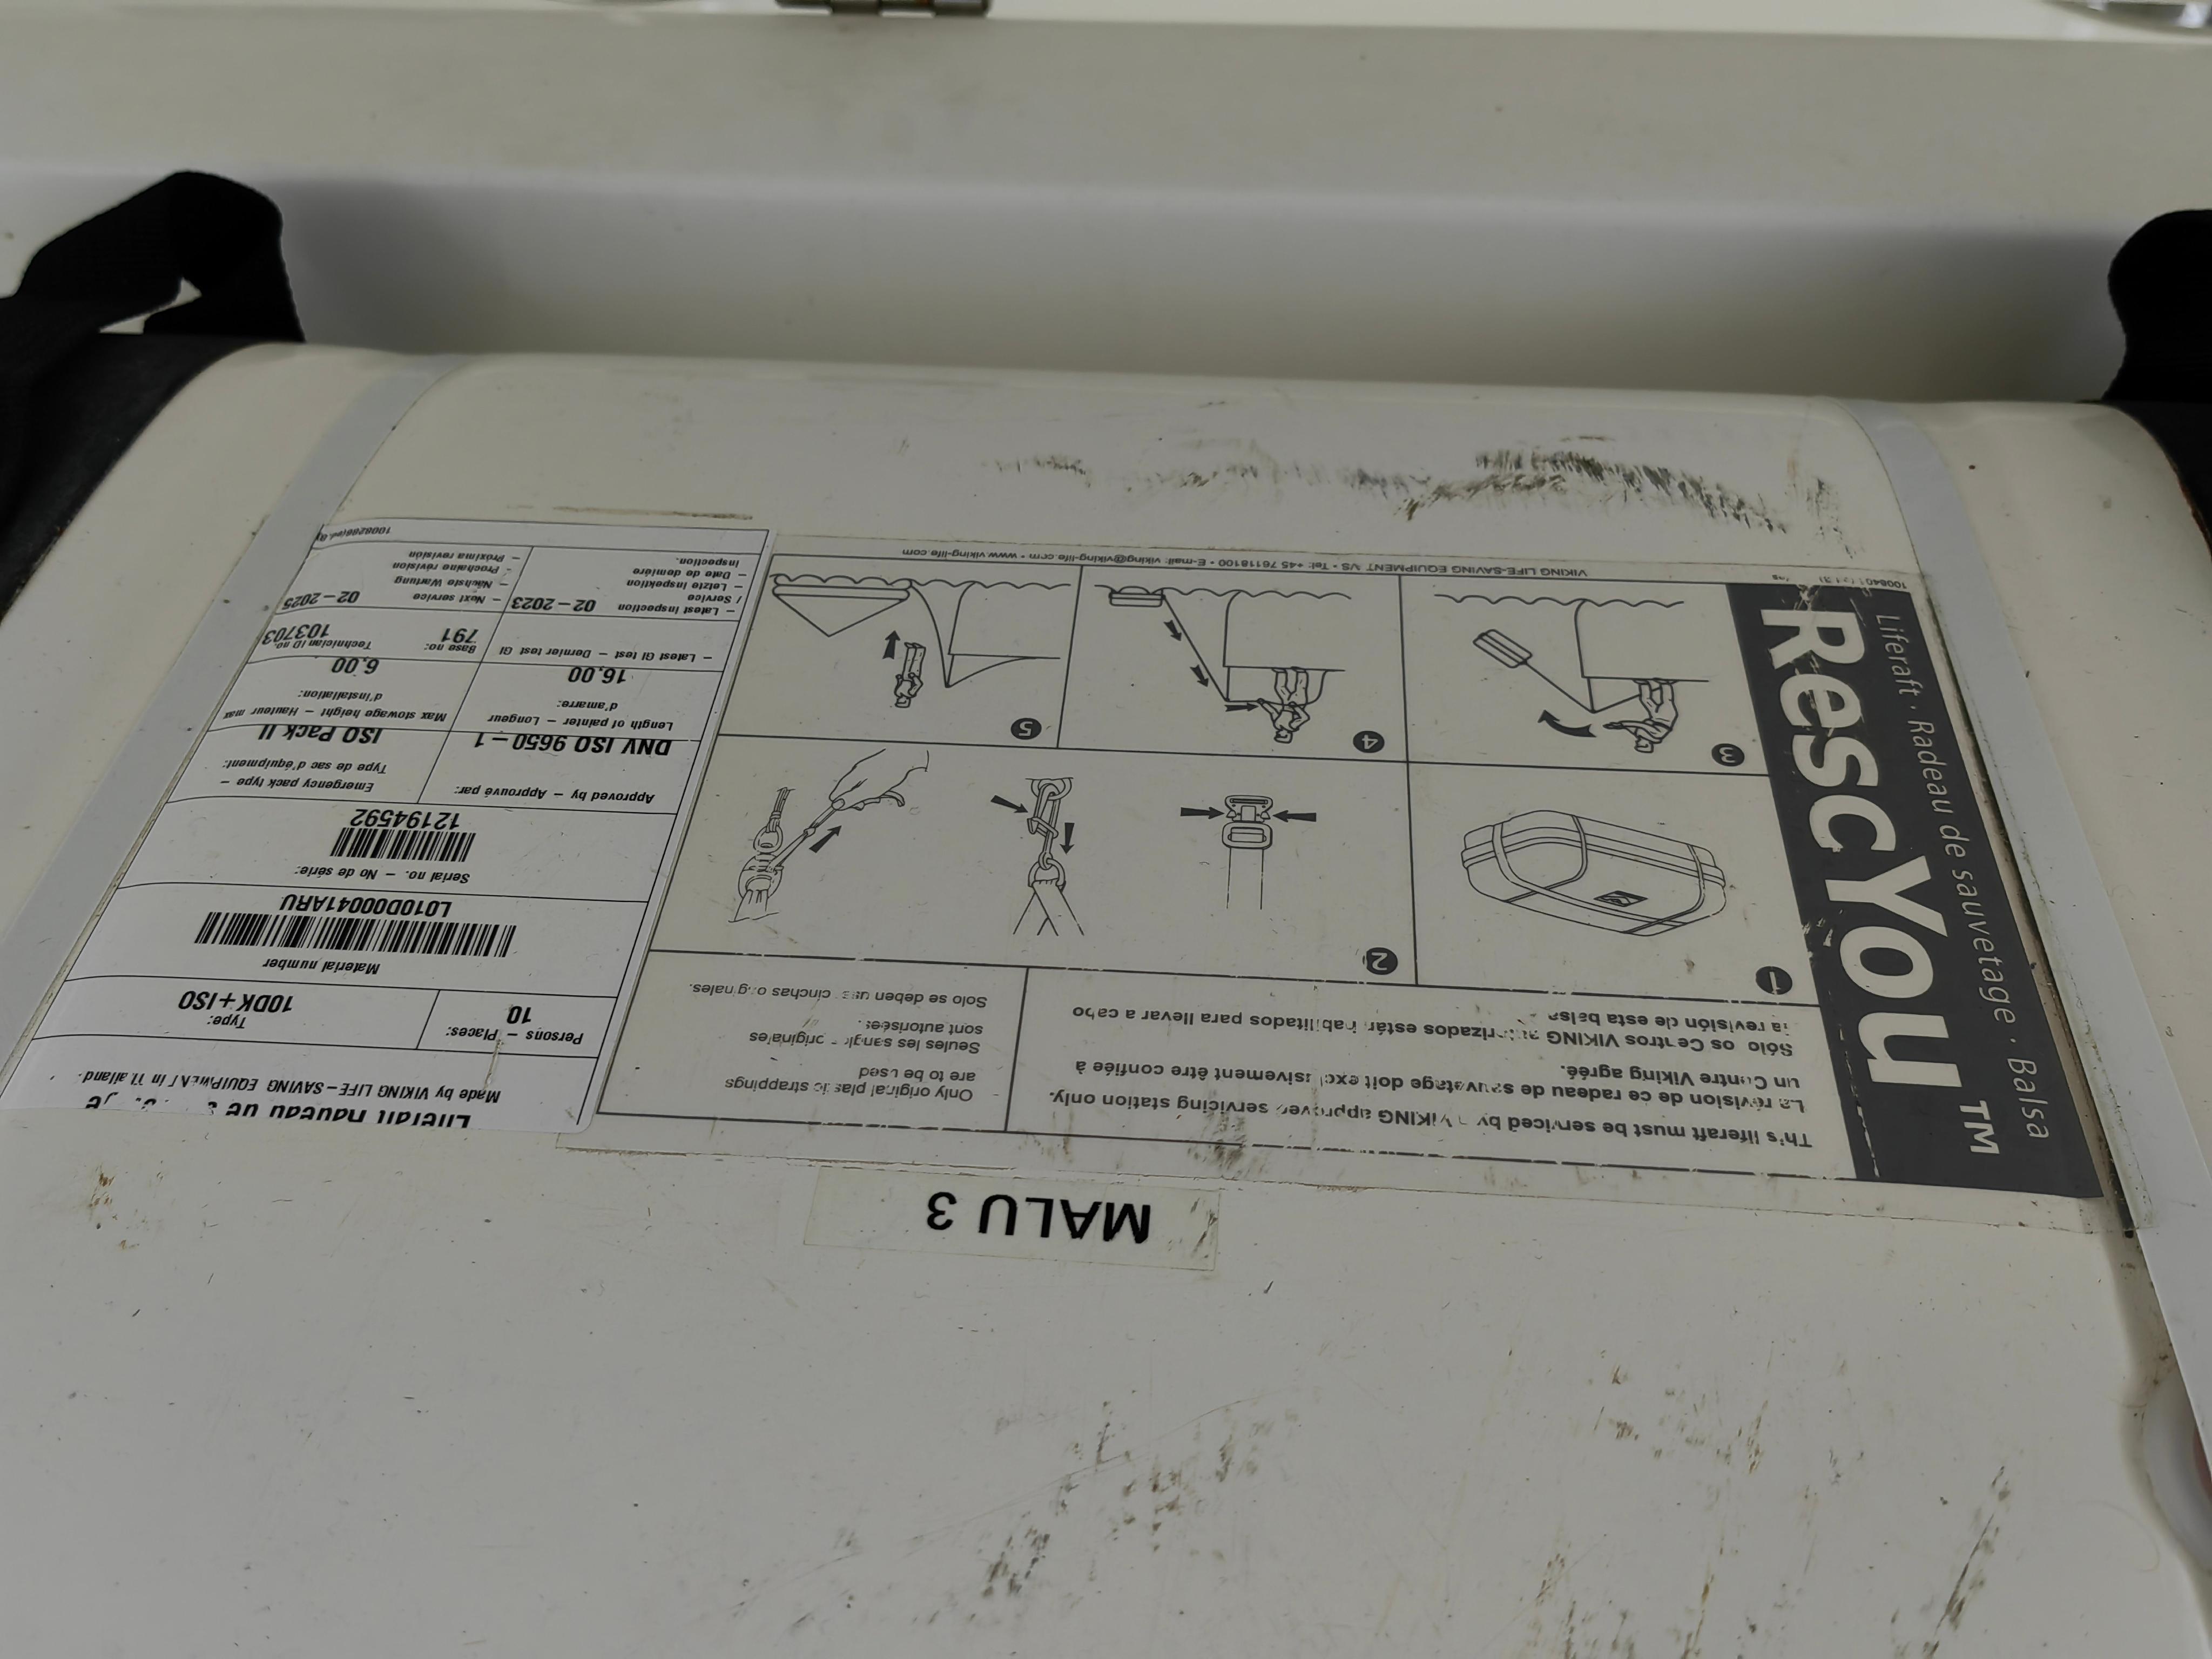 MALU 3
RescYou™
Liferaft · Radeau de sauvetage · Balsa
This liferaft must be serviced by VIKING approved servicing station only.
La révision de ce radeau de sauvetage doit exclusivement être confiée à
un Centre Viking agréé.
Sólo los Centros VIKING autorizados están habilitados para llevar a cabo
la revisión de esta balsa
Only original plastic strappings
are to be used
Seules les sangles originales
sont autorisées.
Solo se deben usar cinchas originales.
1
2
3
4
5
VIKING LIFE-SAVING EQUIPMENT A/S • Tel: +45 76118100 • E-mail: viking@viking-life.com • www.viking-life.com
Liferaft Radeau de
Made by VIKING LIFE-SAVING EQUIPMENT in Thailand.
Persons – Places:
10
Type:
10DK+ISO
Material number
L010D00041ARU
Serial no. – No de série:
12194592
Approved by – Approuvé par:
DNV ISO 9650-1
Emergency pack type –
Type de sac d'équipment:
ISO Pack II
Length of painter – Longeur
d'amarre:
16.00
Max stowage height – Hauteur max
d'installation:
6.00
– Latest GI test – Dernier test GI
Base no:
791
Technician ID no.
103703
– Latest inspection
/ Service
– Letzte Inspektion
– Date de dernière
inspection.
02-2023
– Next service
– Nächste Wartung
– Prochaine révision
– Próxima revisión
02-2025